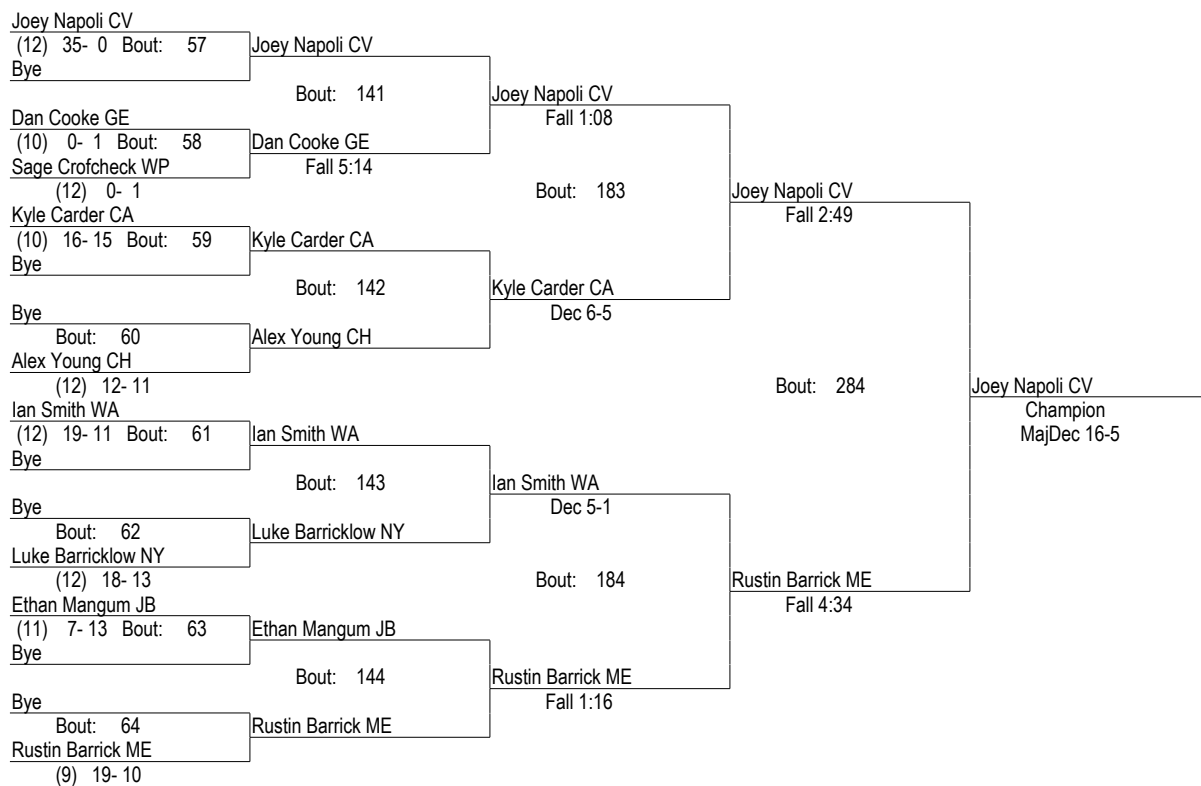 Joey Napoli CV
(12) 35- 0 Bout: 57
Bye
Joey Napoli CV
Bout: 141
Joey Napoli CV
Fall 1:08
Dan Cooke GE
(10) 0- 1 Bout: 58
Sage Crofcheck WP
(12) 0- 1
Dan Cooke GE
Fall 5:14
Bout: 183
Joey Napoli CV
Fall 2:49
Kyle Carder CA
(10) 16- 15 Bout: 59
Bye
Kyle Carder CA
Bout: 142
Kyle Carder CA
Dec 6-5
Bye
Bout: 60
Alex Young CH
(12) 12- 11
Alex Young CH
Bout: 284
Joey Napoli CV
Champion
MajDec 16-5
Ian Smith WA
(12) 19- 11 Bout: 61
Bye
Ian Smith WA
Bout: 143
Ian Smith WA
Dec 5-1
Bye
Bout: 62
Luke Barricklow NY
(12) 18- 13
Luke Barricklow NY
Bout: 184
Rustin Barrick ME
Fall 4:34
Ethan Mangum JB
(11) 7- 13 Bout: 63
Bye
Ethan Mangum JB
Bout: 144
Rustin Barrick ME
Fall 1:16
Bye
Bout: 64
Rustin Barrick ME
(9) 19- 10
Rustin Barrick ME